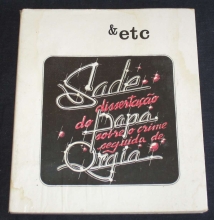 & etc
Sade
dissertação
do Papa
sobre o crime
seguida de
Orgia